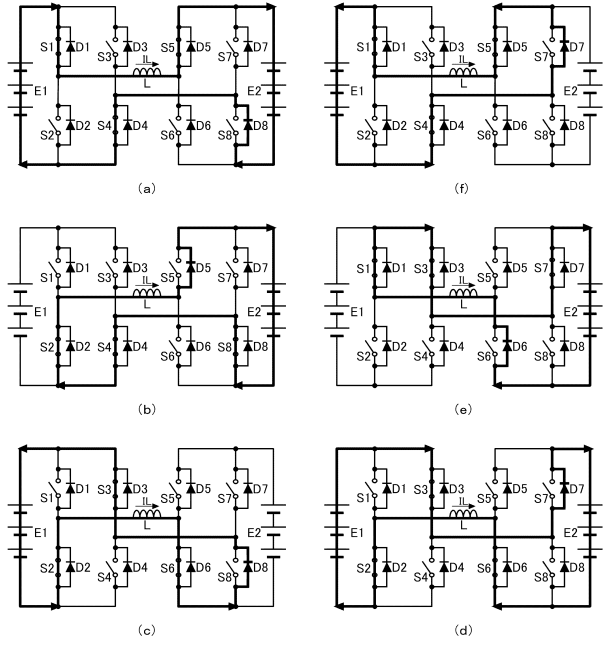 S1 D1 S3 D3 IL L S5 D5 S7 D7
E1 E2
S2 D2 S4 D4 S6 D6 S8 D8
(a)
S1 D1 S3 D3 IL L S5 D5 S7 D7
E1 E2
S2 D2 S4 D4 S6 D6 S8 D8
(f)
S1 D1 S3 D3 IL L S5 D5 S7 D7
E1 E2
S2 D2 S4 D4 S6 D6 S8 D8
(b)
S1 D1 S3 D3 IL L S5 D5 S7 D7
E1 E2
S2 D2 S4 D4 S6 D6 S8 D8
(e)
S1 D1 S3 D3 IL L S5 D5 S7 D7
E1 E2
S2 D2 S4 D4 S6 D6 S8 D8
(c)
S1 D1 S3 D3 IL L S5 D5 S7 D7
E1 E2
S2 D2 S4 D4 S6 D6 S8 D8
(d)